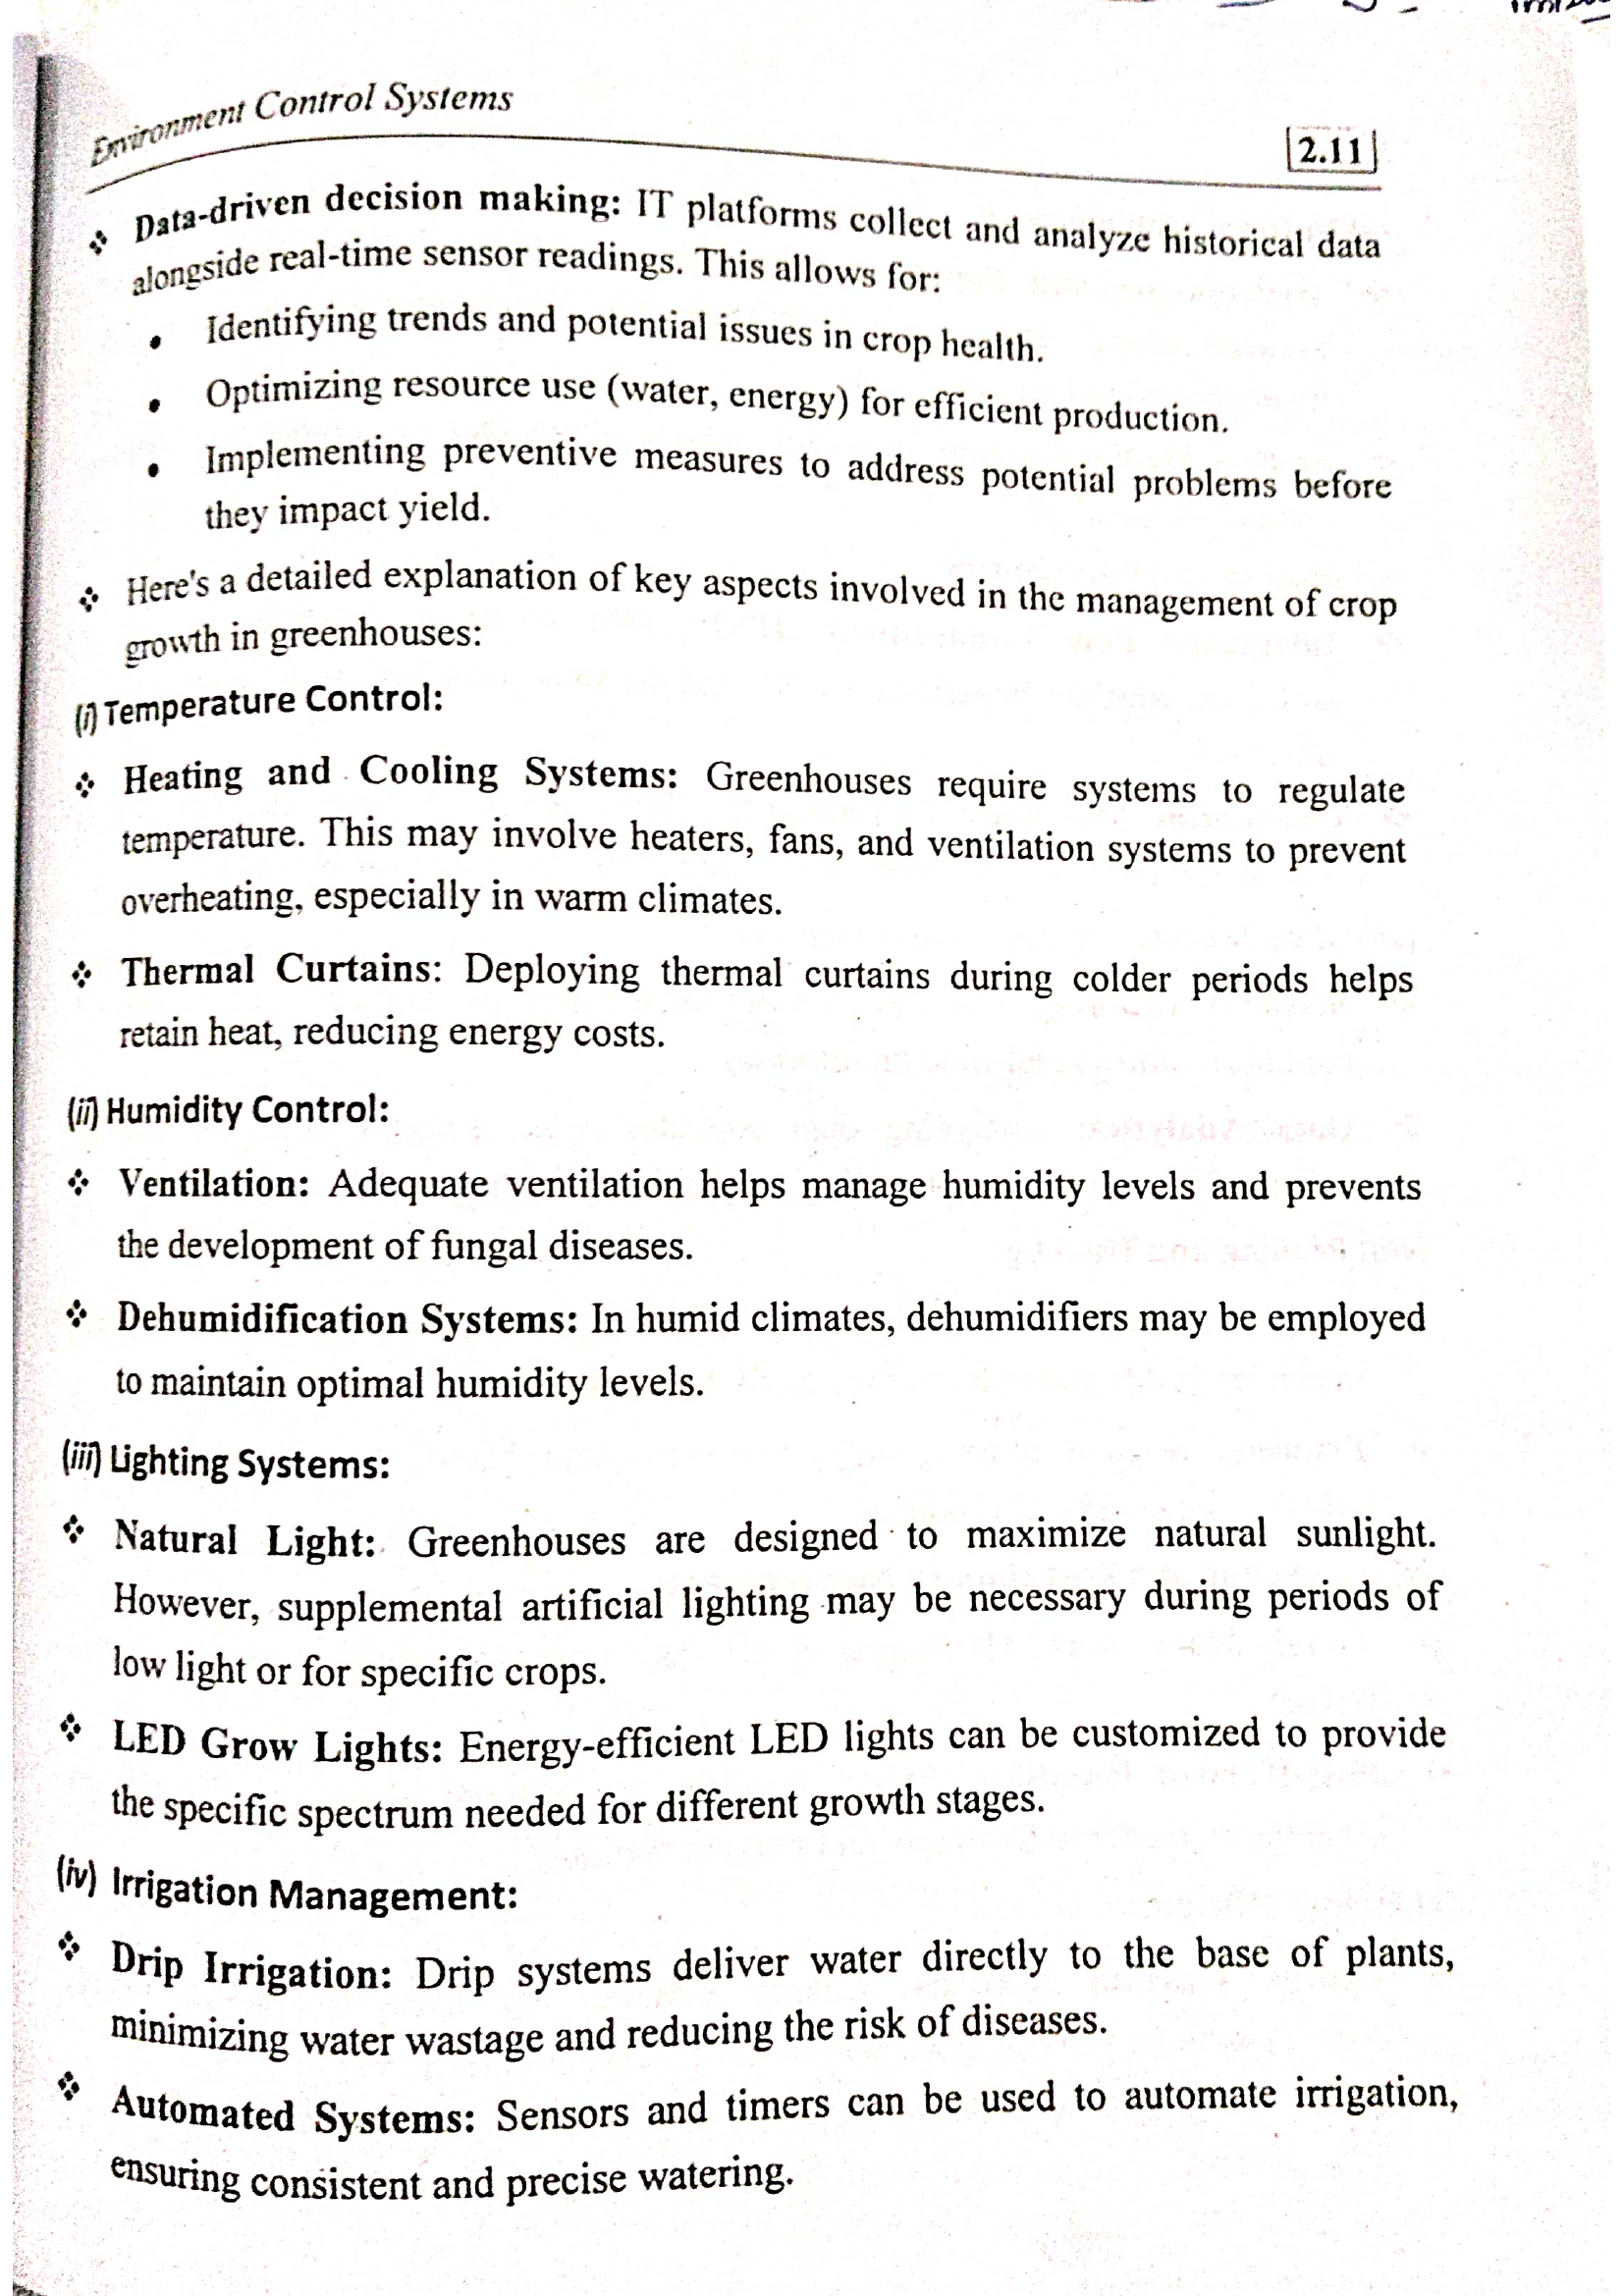 Environment Control Systems
2.11
❖ Data-driven decision making: IT platforms collect and analyze historical data
alongside real-time sensor readings. This allows for:
• Identifying trends and potential issues in crop health.
• Optimizing resource use (water, energy) for efficient production.
• Implementing preventive measures to address potential problems before
they impact yield.
❖ Here's a detailed explanation of key aspects involved in the management of crop
growth in greenhouses:
(i) Temperature Control:
❖ Heating and Cooling Systems: Greenhouses require systems to regulate
temperature. This may involve heaters, fans, and ventilation systems to prevent
overheating, especially in warm climates.
❖ Thermal Curtains: Deploying thermal curtains during colder periods helps
retain heat, reducing energy costs.
(ii) Humidity Control:
❖ Ventilation: Adequate ventilation helps manage humidity levels and prevents
the development of fungal diseases.
❖ Dehumidification Systems: In humid climates, dehumidifiers may be employed
to maintain optimal humidity levels.
(iii) Lighting Systems:
❖ Natural Light: Greenhouses are designed to maximize natural sunlight.
However, supplemental artificial lighting may be necessary during periods of
low light or for specific crops.
❖ LED Grow Lights: Energy-efficient LED lights can be customized to provide
the specific spectrum needed for different growth stages.
(iv) Irrigation Management:
❖ Drip Irrigation: Drip systems deliver water directly to the base of plants,
minimizing water wastage and reducing the risk of diseases.
❖ Automated Systems: Sensors and timers can be used to automate irrigation,
ensuring consistent and precise watering.